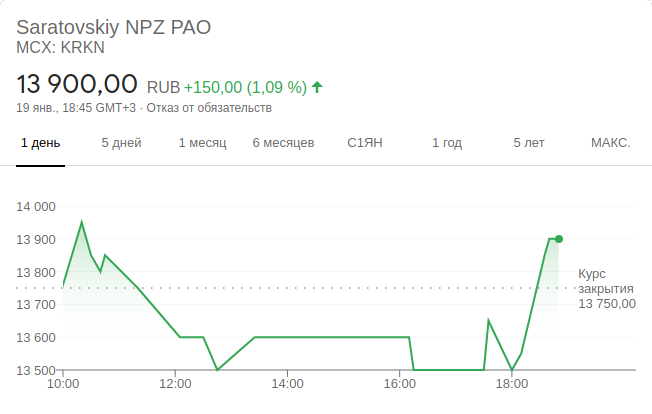 Saratovskiy NPZ PAO
MCX: KRKN
13 900,00 RUB +150,00 (1,09 %)
19 янв., 18:45 GMT+3 · Отказ от обязательств
1 день 5 дней 1 месяц 6 месяцев С1ЯН 1 год 5 лет МАКС.
14 000
13 900
13 800
13 700
13 600
13 500
Курс
закрытия
13 750,00
10:00 12:00 14:00 16:00 18:00